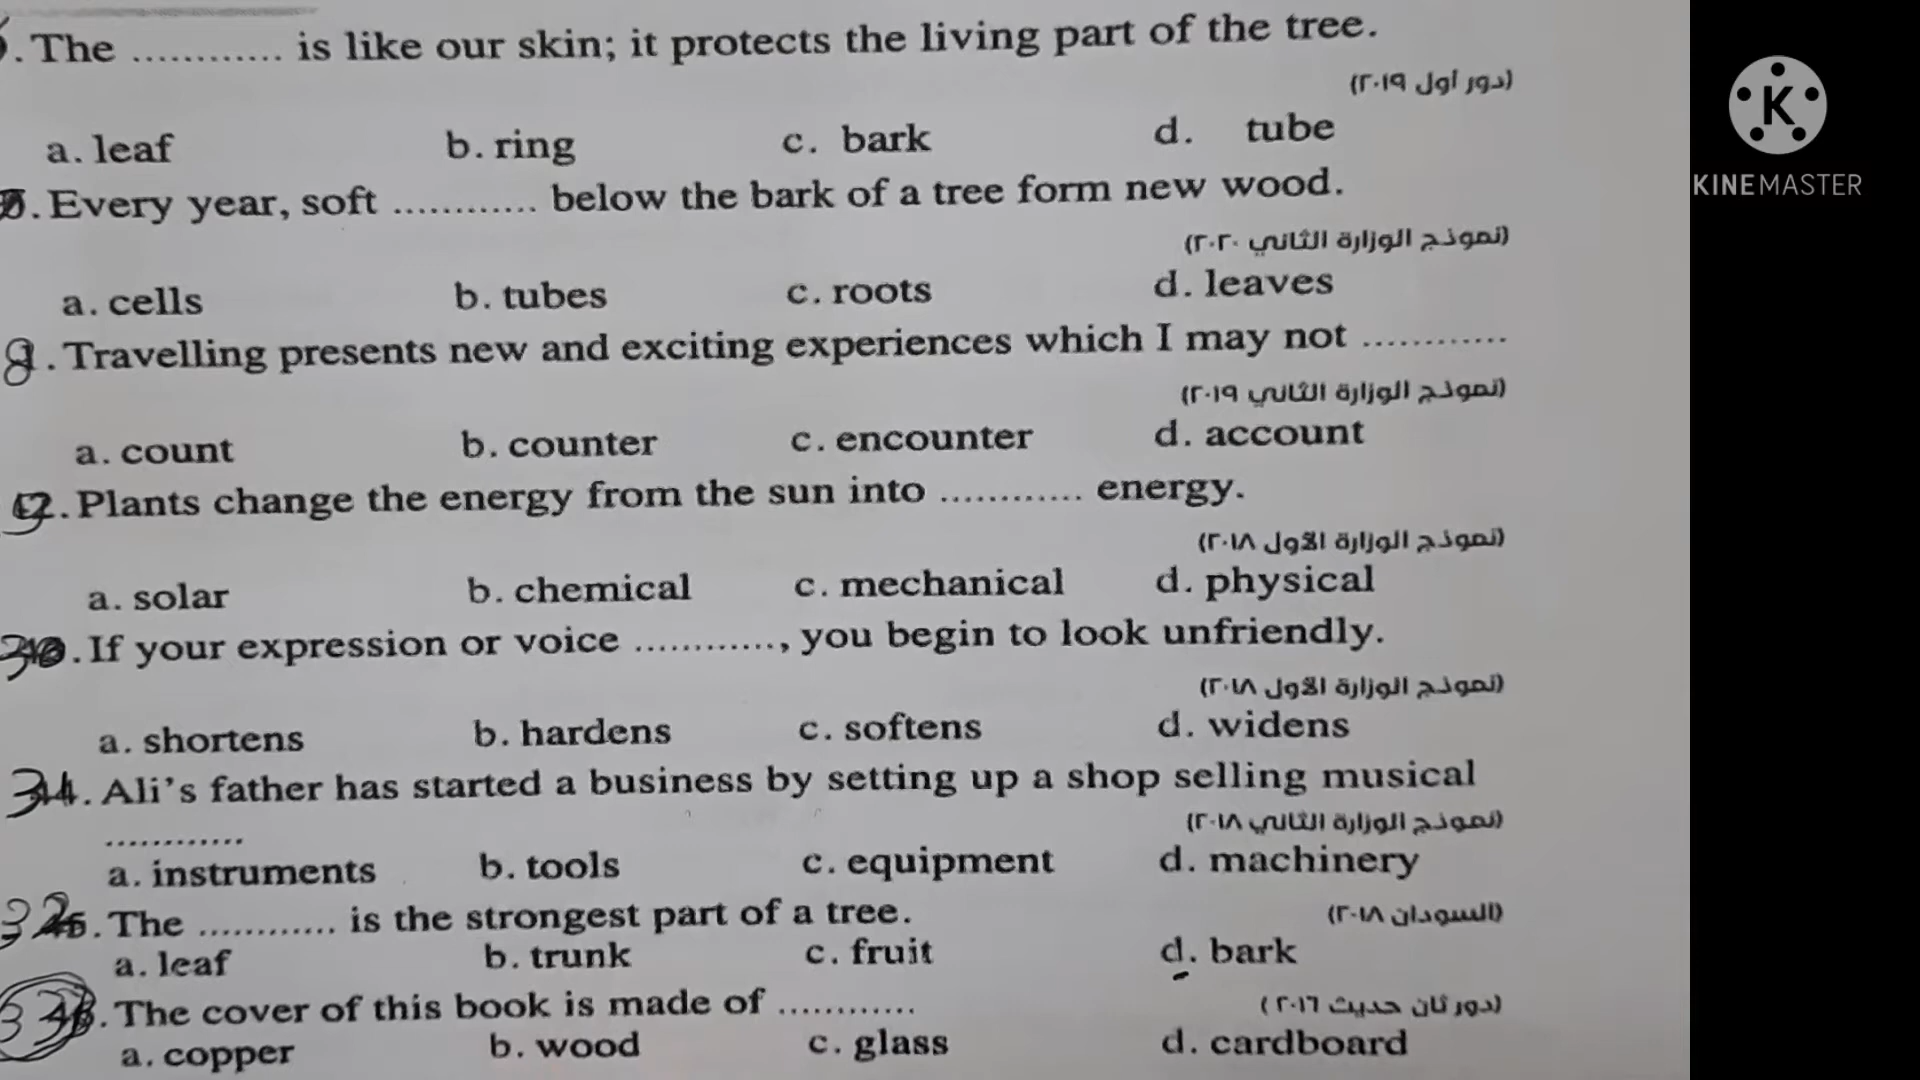 . The ............ is like our skin; it protects the living part of the tree.
(دور أول ٢٠١٩)
a. leaf b. ring c. bark d. tube
. Every year, soft ............ below the bark of a tree form new wood.
(نموذج الوزارة الثاني ٢٠٢٠)
a. cells b. tubes c. roots d. leaves
. Travelling presents new and exciting experiences which I may not ............
(نموذج الوزارة الثاني ٢٠١٩)
a. count b. counter c. encounter d. account
. Plants change the energy from the sun into ............ energy.
(نموذج الوزارة الأول ٢٠١٨)
a. solar b. chemical c. mechanical d. physical
. If your expression or voice ............, you begin to look unfriendly.
(نموذج الوزارة الأول ٢٠١٨)
a. shortens b. hardens c. softens d. widens
. Ali's father has started a business by setting up a shop selling musical
............ (نموذج الوزارة الثاني ٢٠١٨)
a. instruments b. tools c. equipment d. machinery
. The ............ is the strongest part of a tree. (السودان ٢٠١٨)
a. leaf b. trunk c. fruit d. bark
. The cover of this book is made of ............ (دور ثان حديث ٢٠١٦)
a. copper b. wood c. glass d. cardboard
K
KINEMASTER